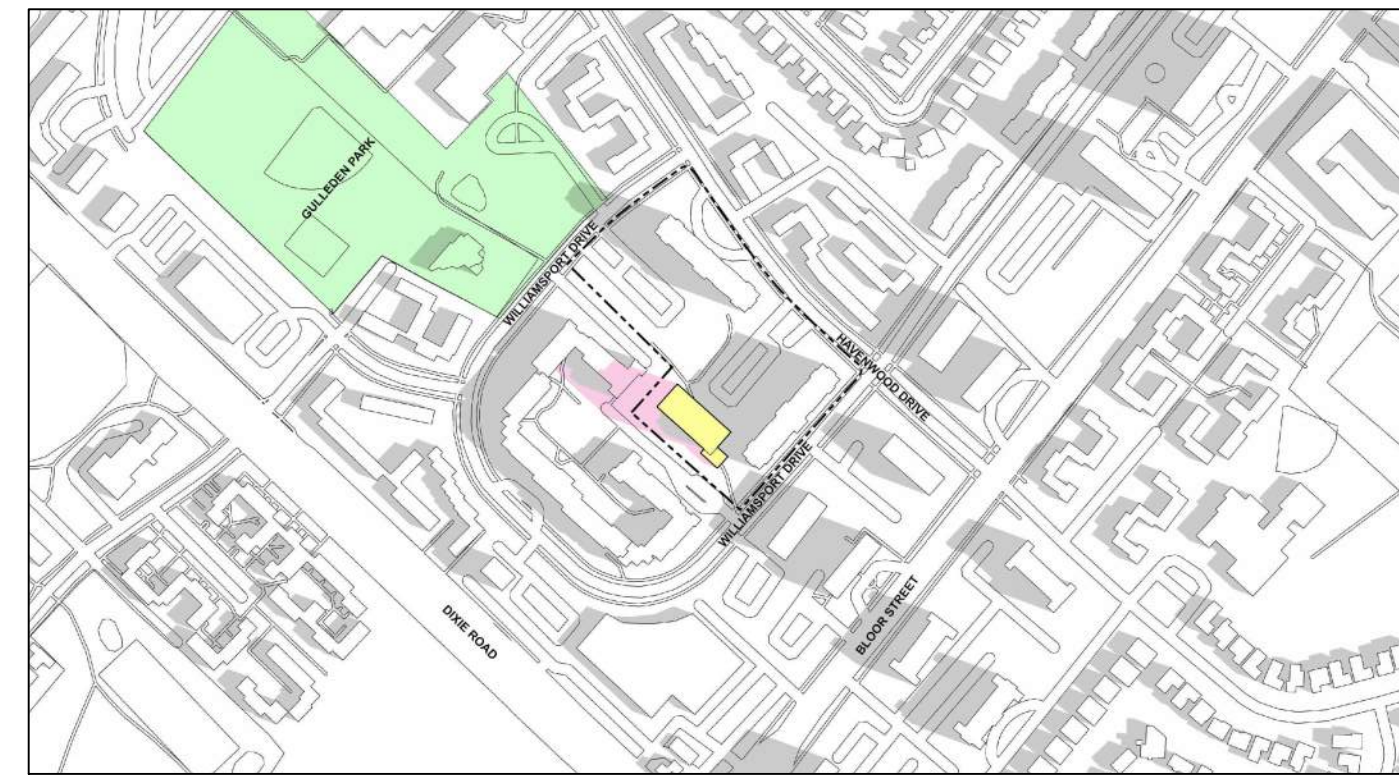 GULLEDEN PARK
WILLIAMSPORT DRIVE
HAVENWOOD DRIVE
WILLIAMSPORT DRIVE
BLOOR STREET
DIXIE ROAD